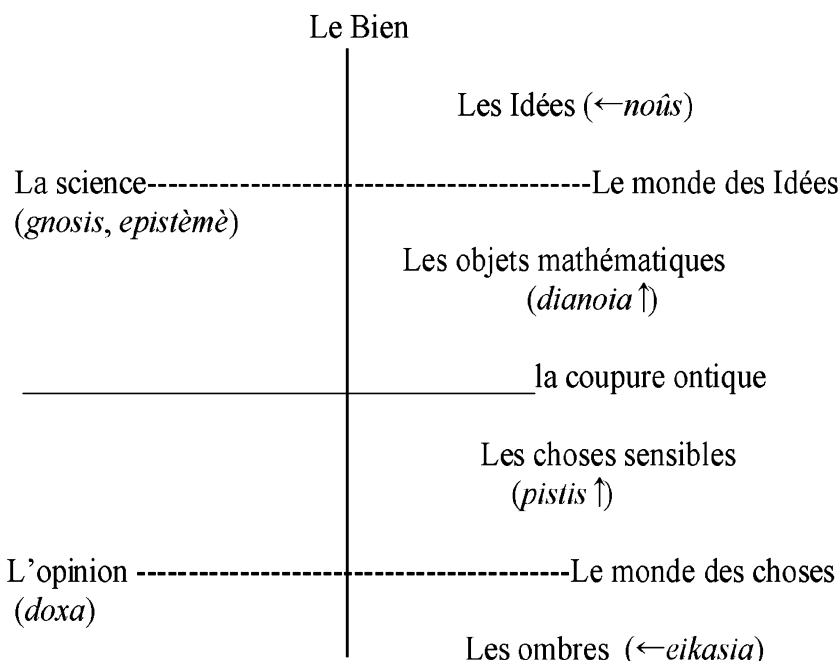 Le Bien
Les Idées (←noûs)
La science Le monde des Idées
(gnosis, epistèmè)
Les objets mathématiques
(dianoia↑)
la coupure ontique
Les choses sensibles
(pistis↑)
L’opinion Le monde des choses
(doxa)
Les ombres (←eikasia)